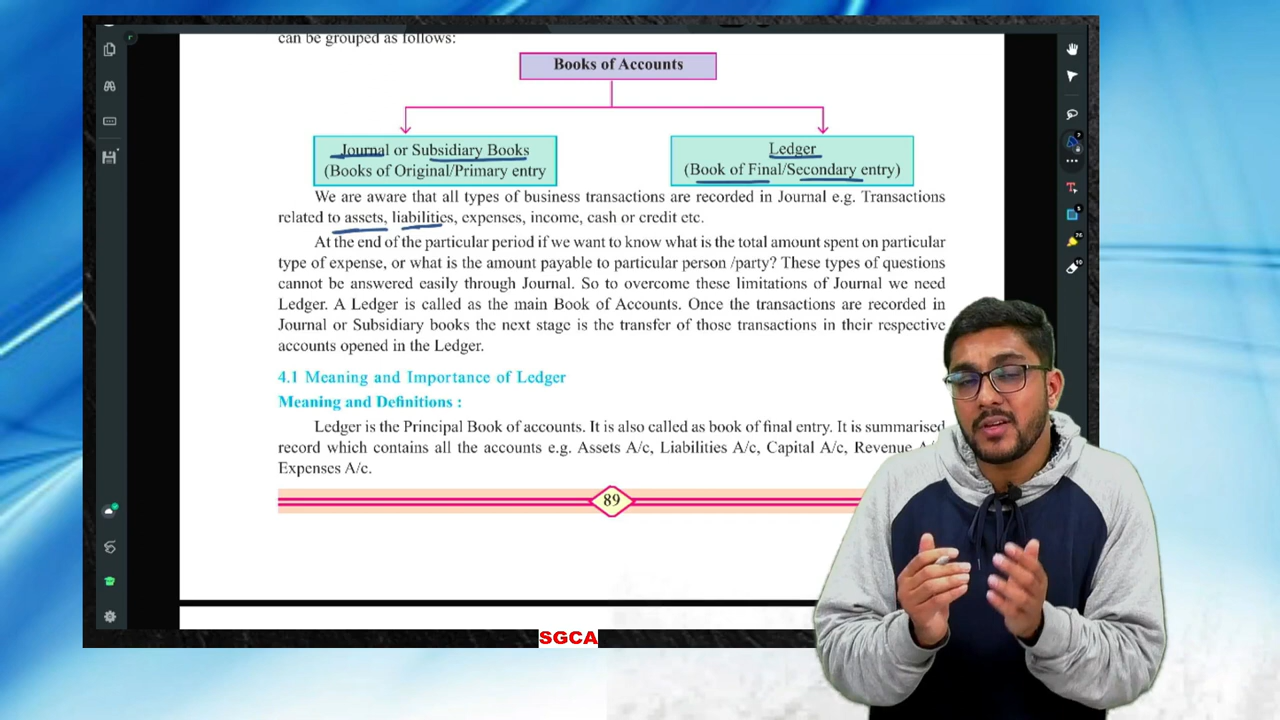 can be grouped as follows:
Books of Accounts
Journal or Subsidiary Books
(Books of Original/Primary entry
Ledger
(Book of Final/Secondary entry)
We are aware that all types of business transactions are recorded in Journal e.g. Transactions
related to assets, liabilities, expenses, income, cash or credit etc.
At the end of the particular period if we want to know what is the total amount spent on particular
type of expense, or what is the amount payable to particular person /party? These types of questions
cannot be answered easily through Journal. So to overcome these limitations of Journal we need
Ledger. A Ledger is called as the main Book of Accounts. Once the transactions are recorded in
Journal or Subsidiary books the next stage is the transfer of those transactions in their respective
accounts opened in the Ledger.
4.1 Meaning and Importance of Ledger
Meaning and Definitions :
Ledger is the Principal Book of accounts. It is also called as book of final entry. It is summarised
record which contains all the accounts e.g. Assets A/c, Liabilities A/c, Capital A/c, Revenue
Expenses A/c.
89
SGCA